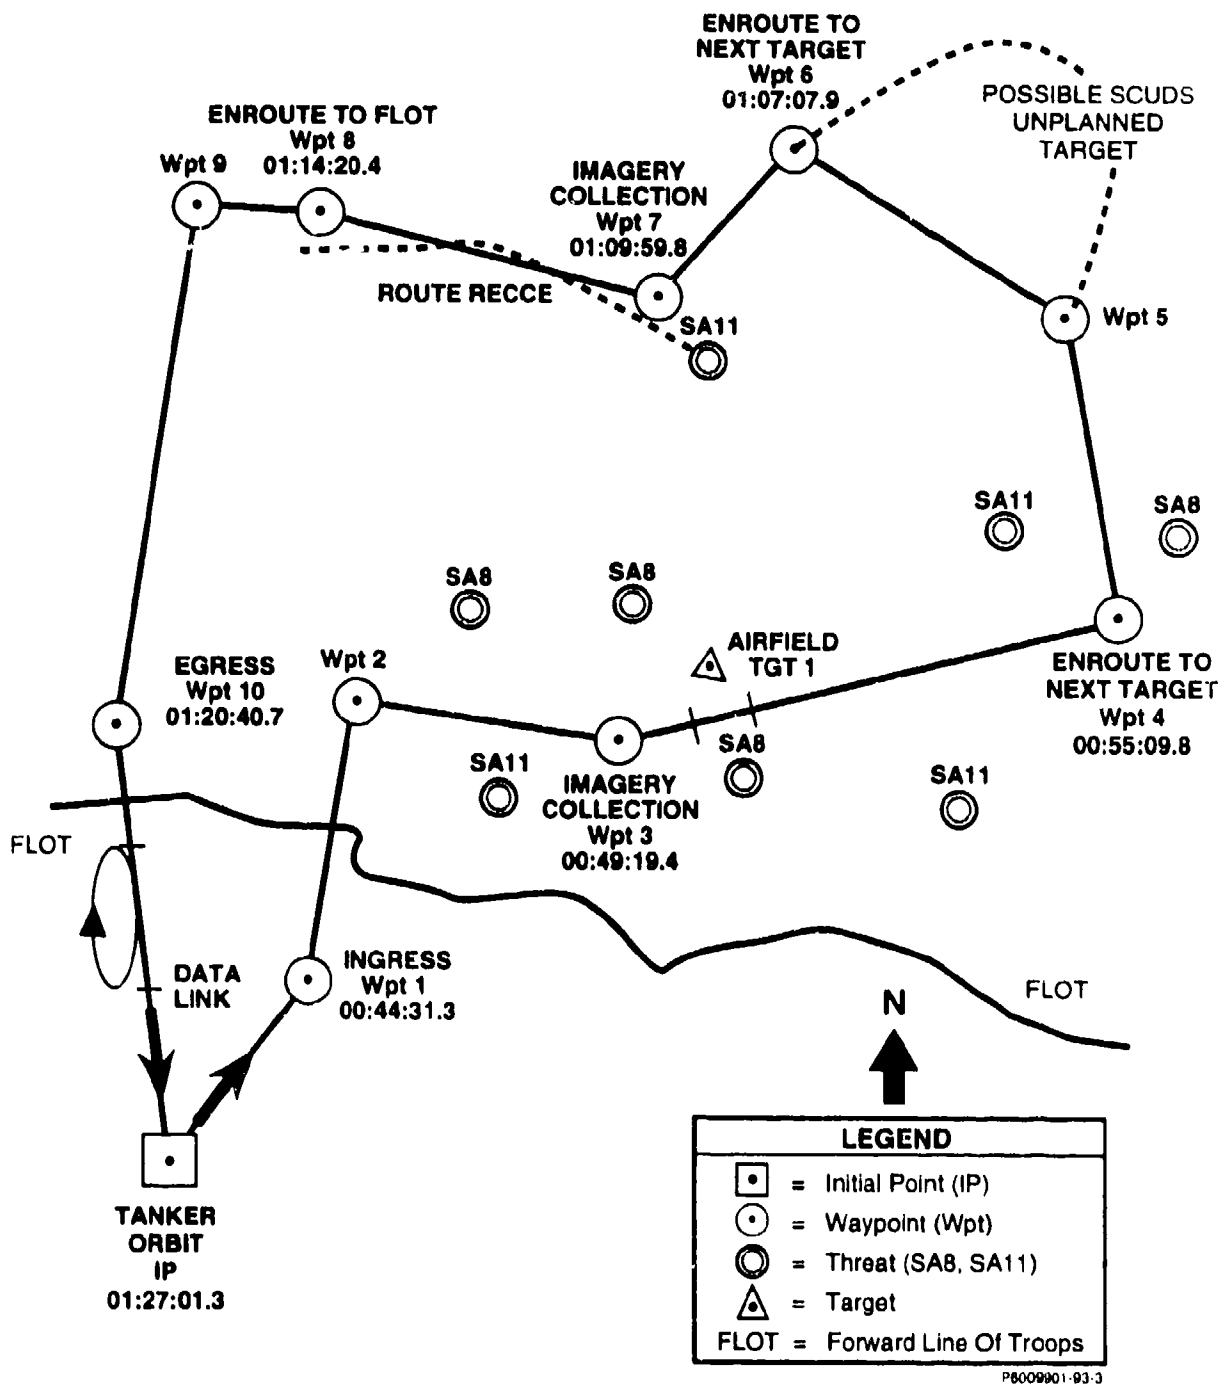 ENROUTE TO
NEXT TARGET
Wpt 6
01:07:07.9
POSSIBLE SCUDS
UNPLANNED
TARGET
ENROUTE TO FLOT
Wpt 8
01:14:20.4
Wpt 9
IMAGERY
COLLECTION
Wpt 7
01:09:59.8
ROUTE RECCE
SA11
Wpt 5
SA11
SA8
SA8
SA8
AIRFIELD
TGT 1
EGRESS
Wpt 10
01:20:40.7
Wpt 2
ENROUTE TO
NEXT TARGET
Wpt 4
00:55:09.8
SA11
SA8
SA11
IMAGERY
COLLECTION
Wpt 3
00:49:19.4
FLOT
DATA
LINK
INGRESS
Wpt 1
00:44:31.3
FLOT
N
TANKER
ORBIT
IP
01:27:01.3
LEGEND
= Initial Point (IP)
= Waypoint (Wpt)
= Threat (SA8, SA11)
= Target
FLOT = Forward Line Of Troops
P6009901-93-3